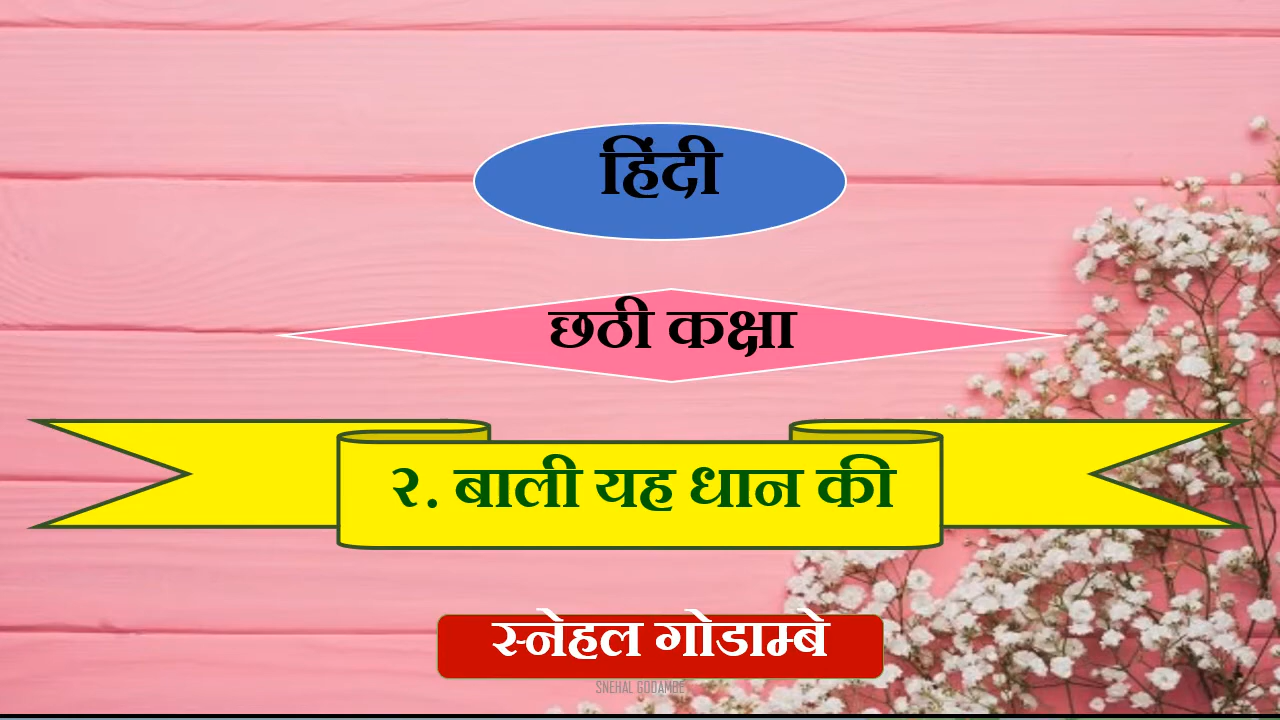 हिंदी
छठी कक्षा
२. बाली यह धान की
स्नेहल गोडाम्बे
SNEHAL GODAMBE